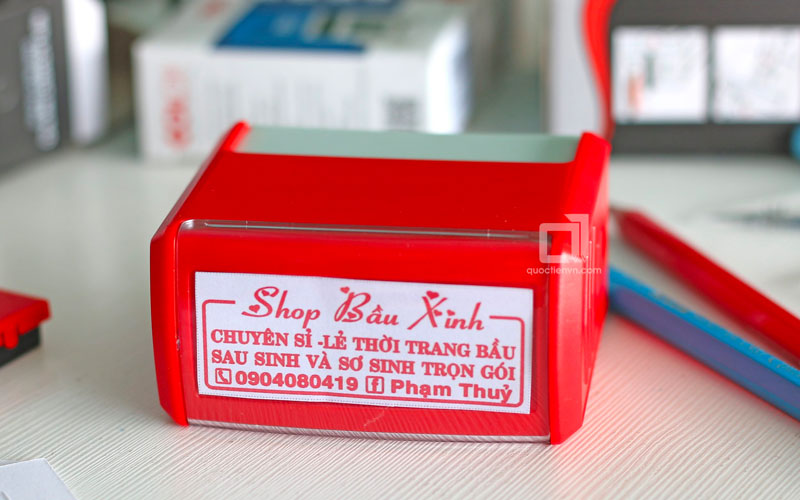 Shop Bầu Xinh
CHUYÊN SỈ -LẺ THỜI TRANG BẦU
SAU SINH VÀ SƠ SINH TRỌN GÓI
0904080419 f Phạm Thuỷ
quoctienvn.com